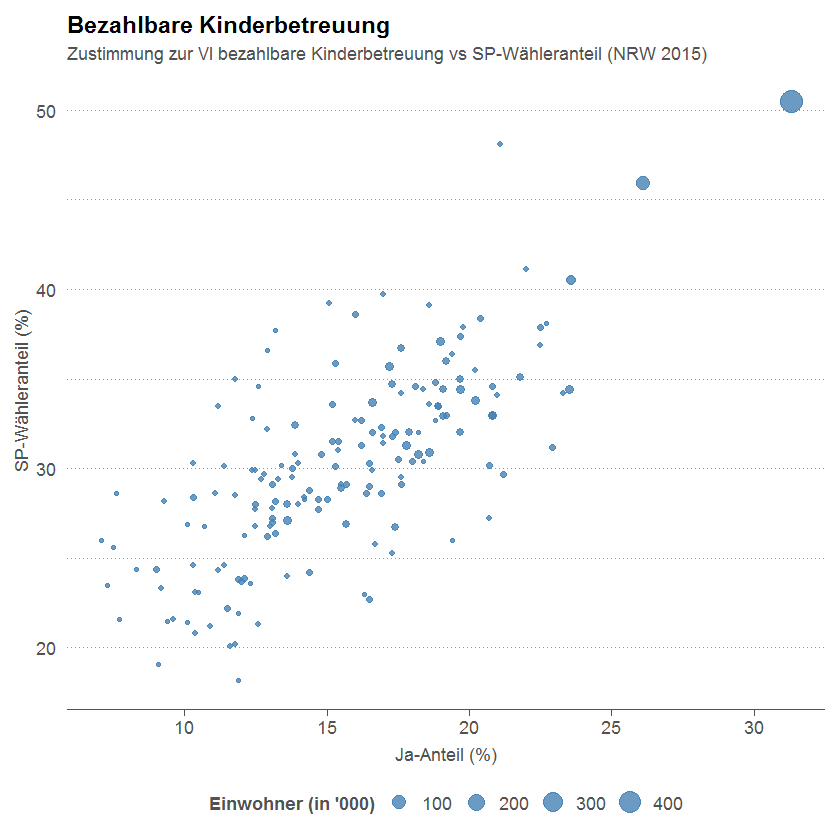 Bezahlbare Kinderbetreuung
Zustimmung zur VI bezahlbare Kinderbetreuung vs SP-Wähleranteil (NRW 2015)
50
40
30
20
SP-Wähleranteil (%)
10 15 20 25 30
Ja-Anteil (%)
Einwohner (in '000) 100 200 300 400